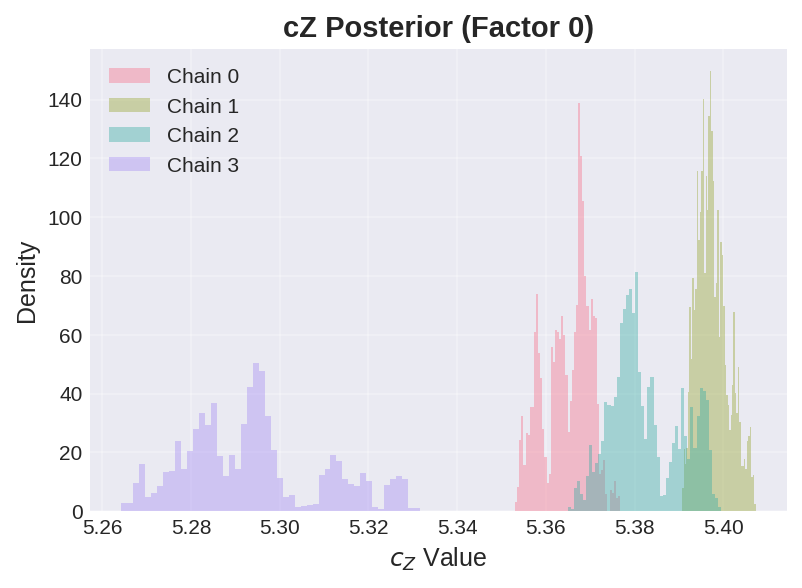 cZ Posterior (Factor 0)
Chain 0
Chain 1
Chain 2
Chain 3
Density
140
120
100
80
60
40
20
0
5.26 5.28 5.30 5.32 5.34 5.36 5.38 5.40
c_Z Value